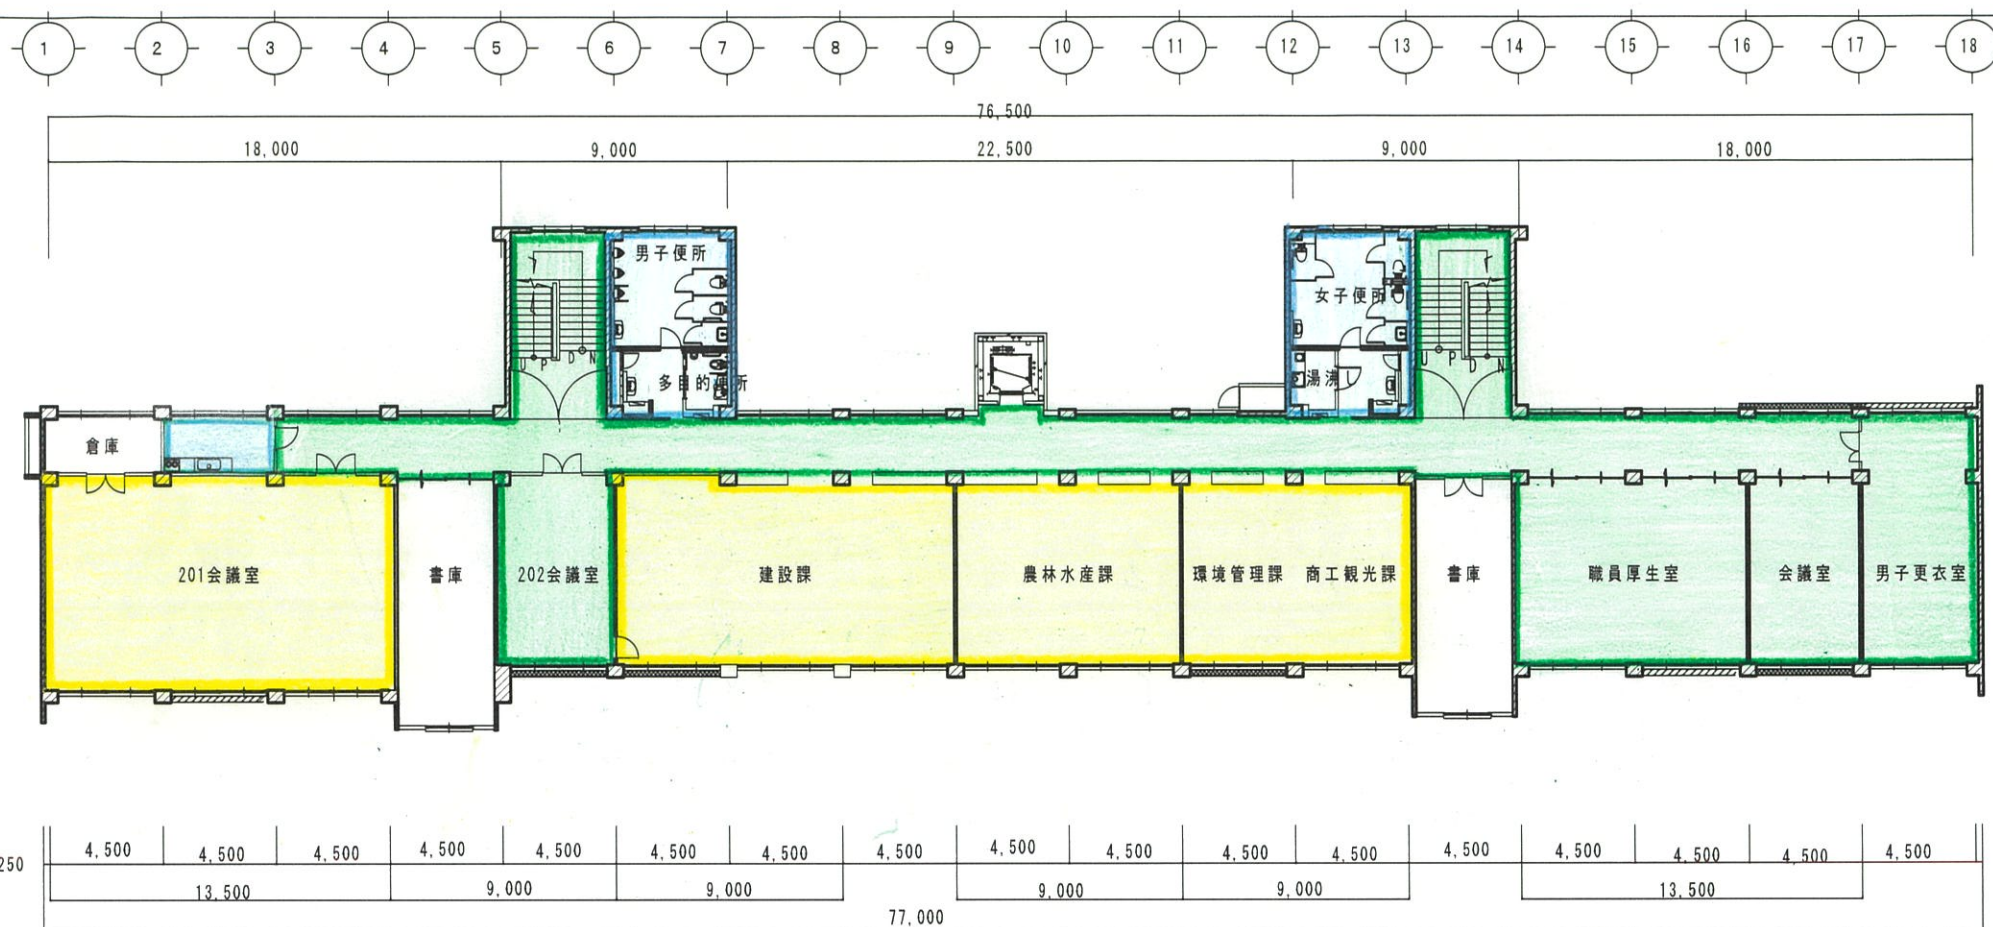 1 2 3 4 5 6 7 8 9 10 11 12 13 14 15 16 17 18
76,500
18,000 9,000 22,500 9,000 18,000
男子便所
女子便所
UP DN
UP DN
多目的便所
湯沸
倉庫
201会議室 書庫 202会議室 建設課 農林水産課 環境管理課 商工観光課 書庫 職員厚生室 会議室 男子更衣室
250 4,500 4,500 4,500 4,500 4,500 4,500 4,500 4,500 4,500 4,500 4,500 4,500 4,500 4,500 4,500 4,500 4,500
13,500 9,000 9,000 9,000 9,000 13,500
77,000